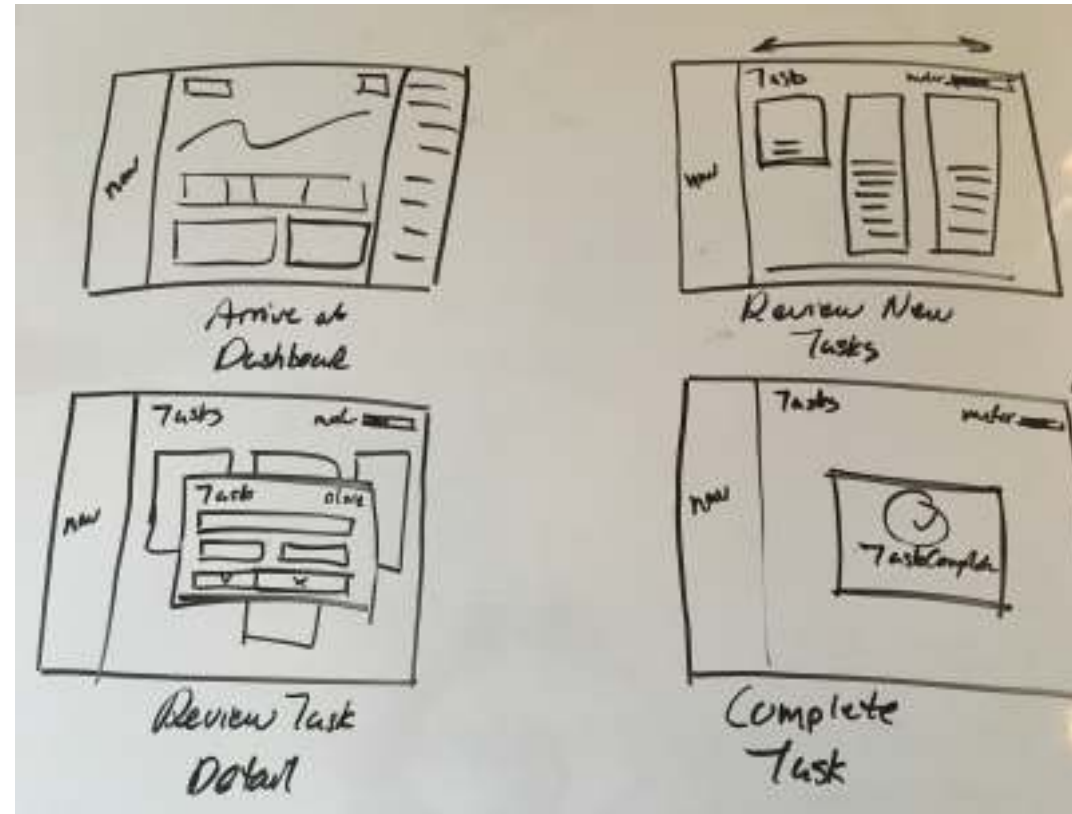 nav
Arrive at
Dashboard
Tasks
nav
Review New
Tasks
Tasks
nav
Task
Review Task
Detail
Tasks
meter
nav
Task Complete
Complete
Task